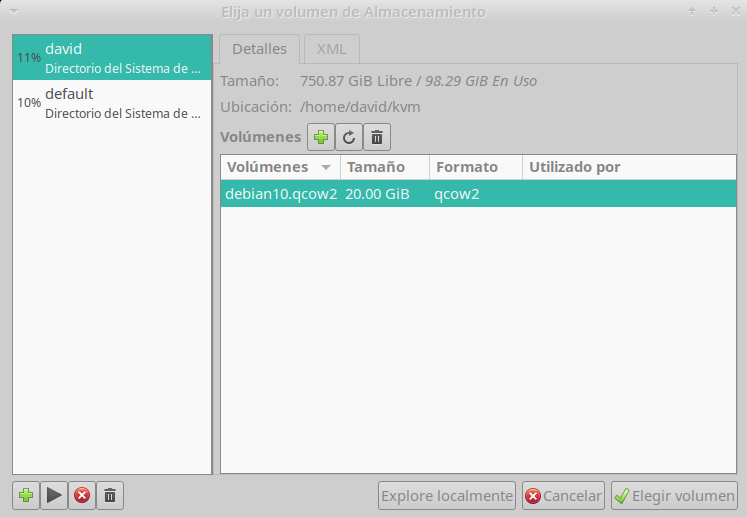 Elija un volumen de Almacenamiento
11% david
Directorio del Sistema de ...
10% default
Directorio del Sistema de ...
Detalles XML
Tamaño: 750.87 GiB Libre / 98.29 GiB En Uso
Ubicación: /home/david/kvm
Volúmenes
Volúmenes Tamaño Formato Utilizado por
debian10.qcow2 20.00 GiB qcow2
Explore localmente Cancelar Elegir volumen